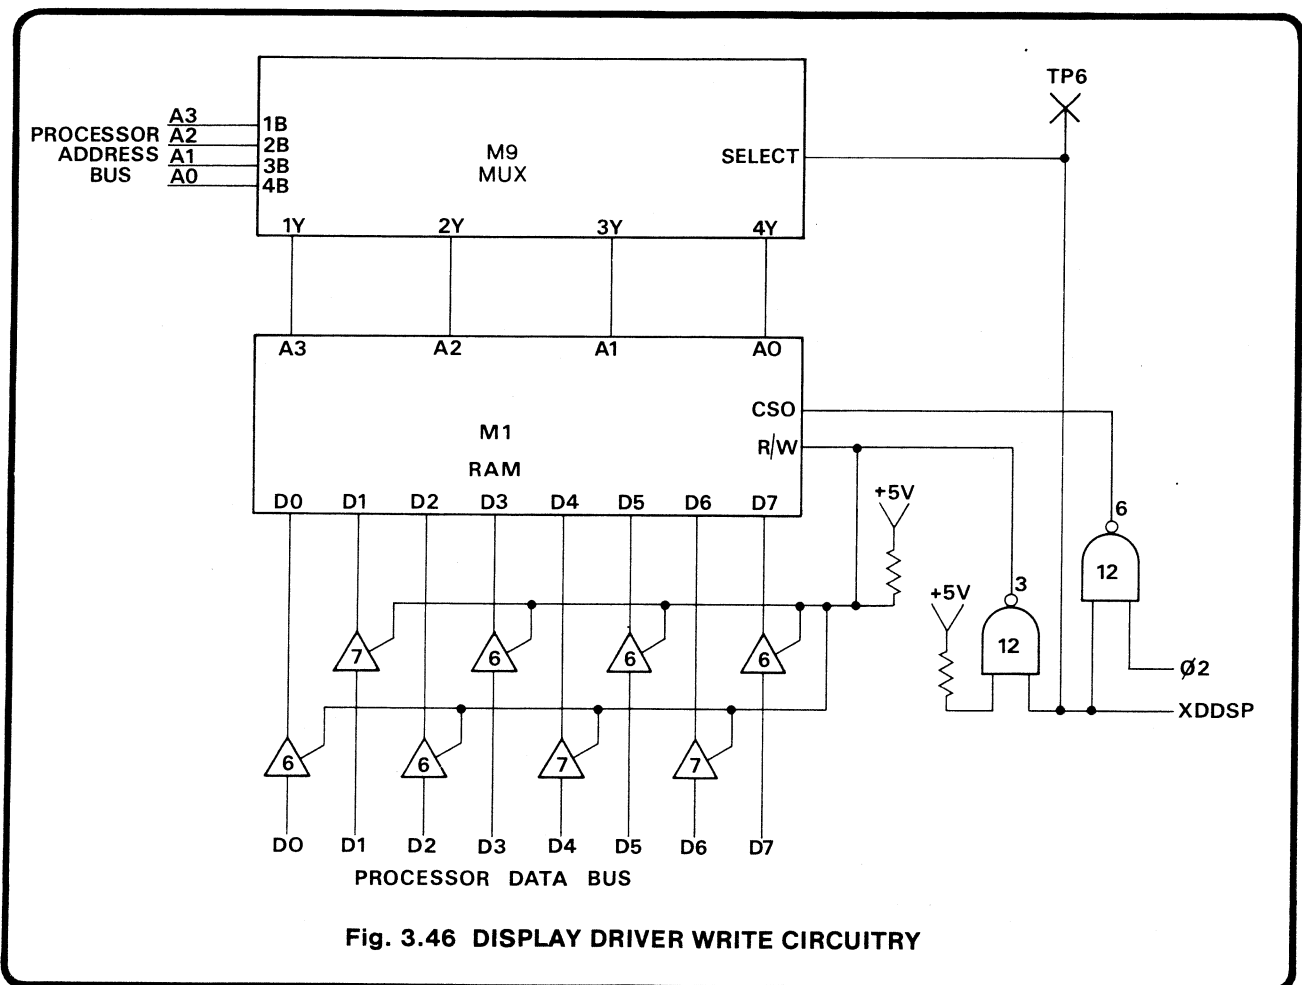 TP6
PROCESSOR
ADDRESS
BUS
A3
A2
A1
A0
1B
2B
3B
4B
M9
MUX
SELECT
1Y 2Y 3Y 4Y
A3 A2 A1 A0
M1
RAM
CSO
R/W
D0 D1 D2 D3 D4 D5 D6 D7
+5V
6
12
+5V
3
12
7 6 6 6
Ø2
XDDSP
6 6 7 7
D0 D1 D2 D3 D4 D5 D6 D7
PROCESSOR DATA BUS
Fig. 3.46 DISPLAY DRIVER WRITE CIRCUITRY